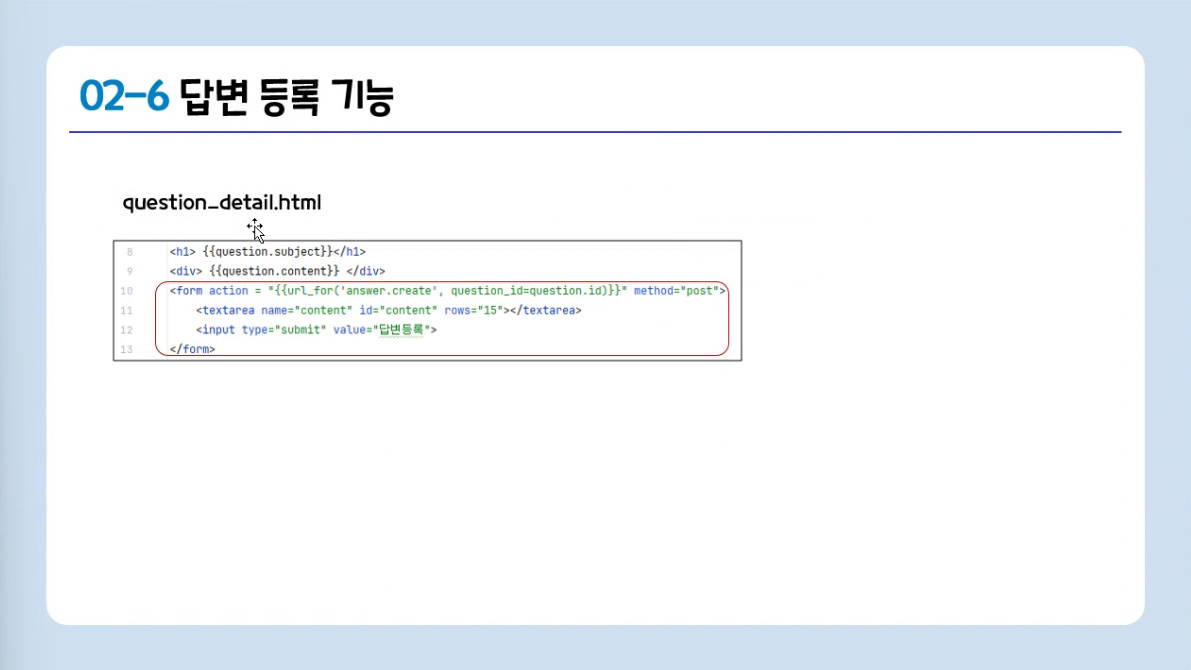 02-6 답변 등록 기능
question_detail.html
8 <h1> {{question.subject}}</h1>
9 <div> {{question.content}} </div>
10 <form action = "{{url_for('answer.create', question_id=question.id)}}" method="post">
11 <textarea name="content" id="content" rows="15"></textarea>
12 <input type="submit" value="답변등록">
13 </form>